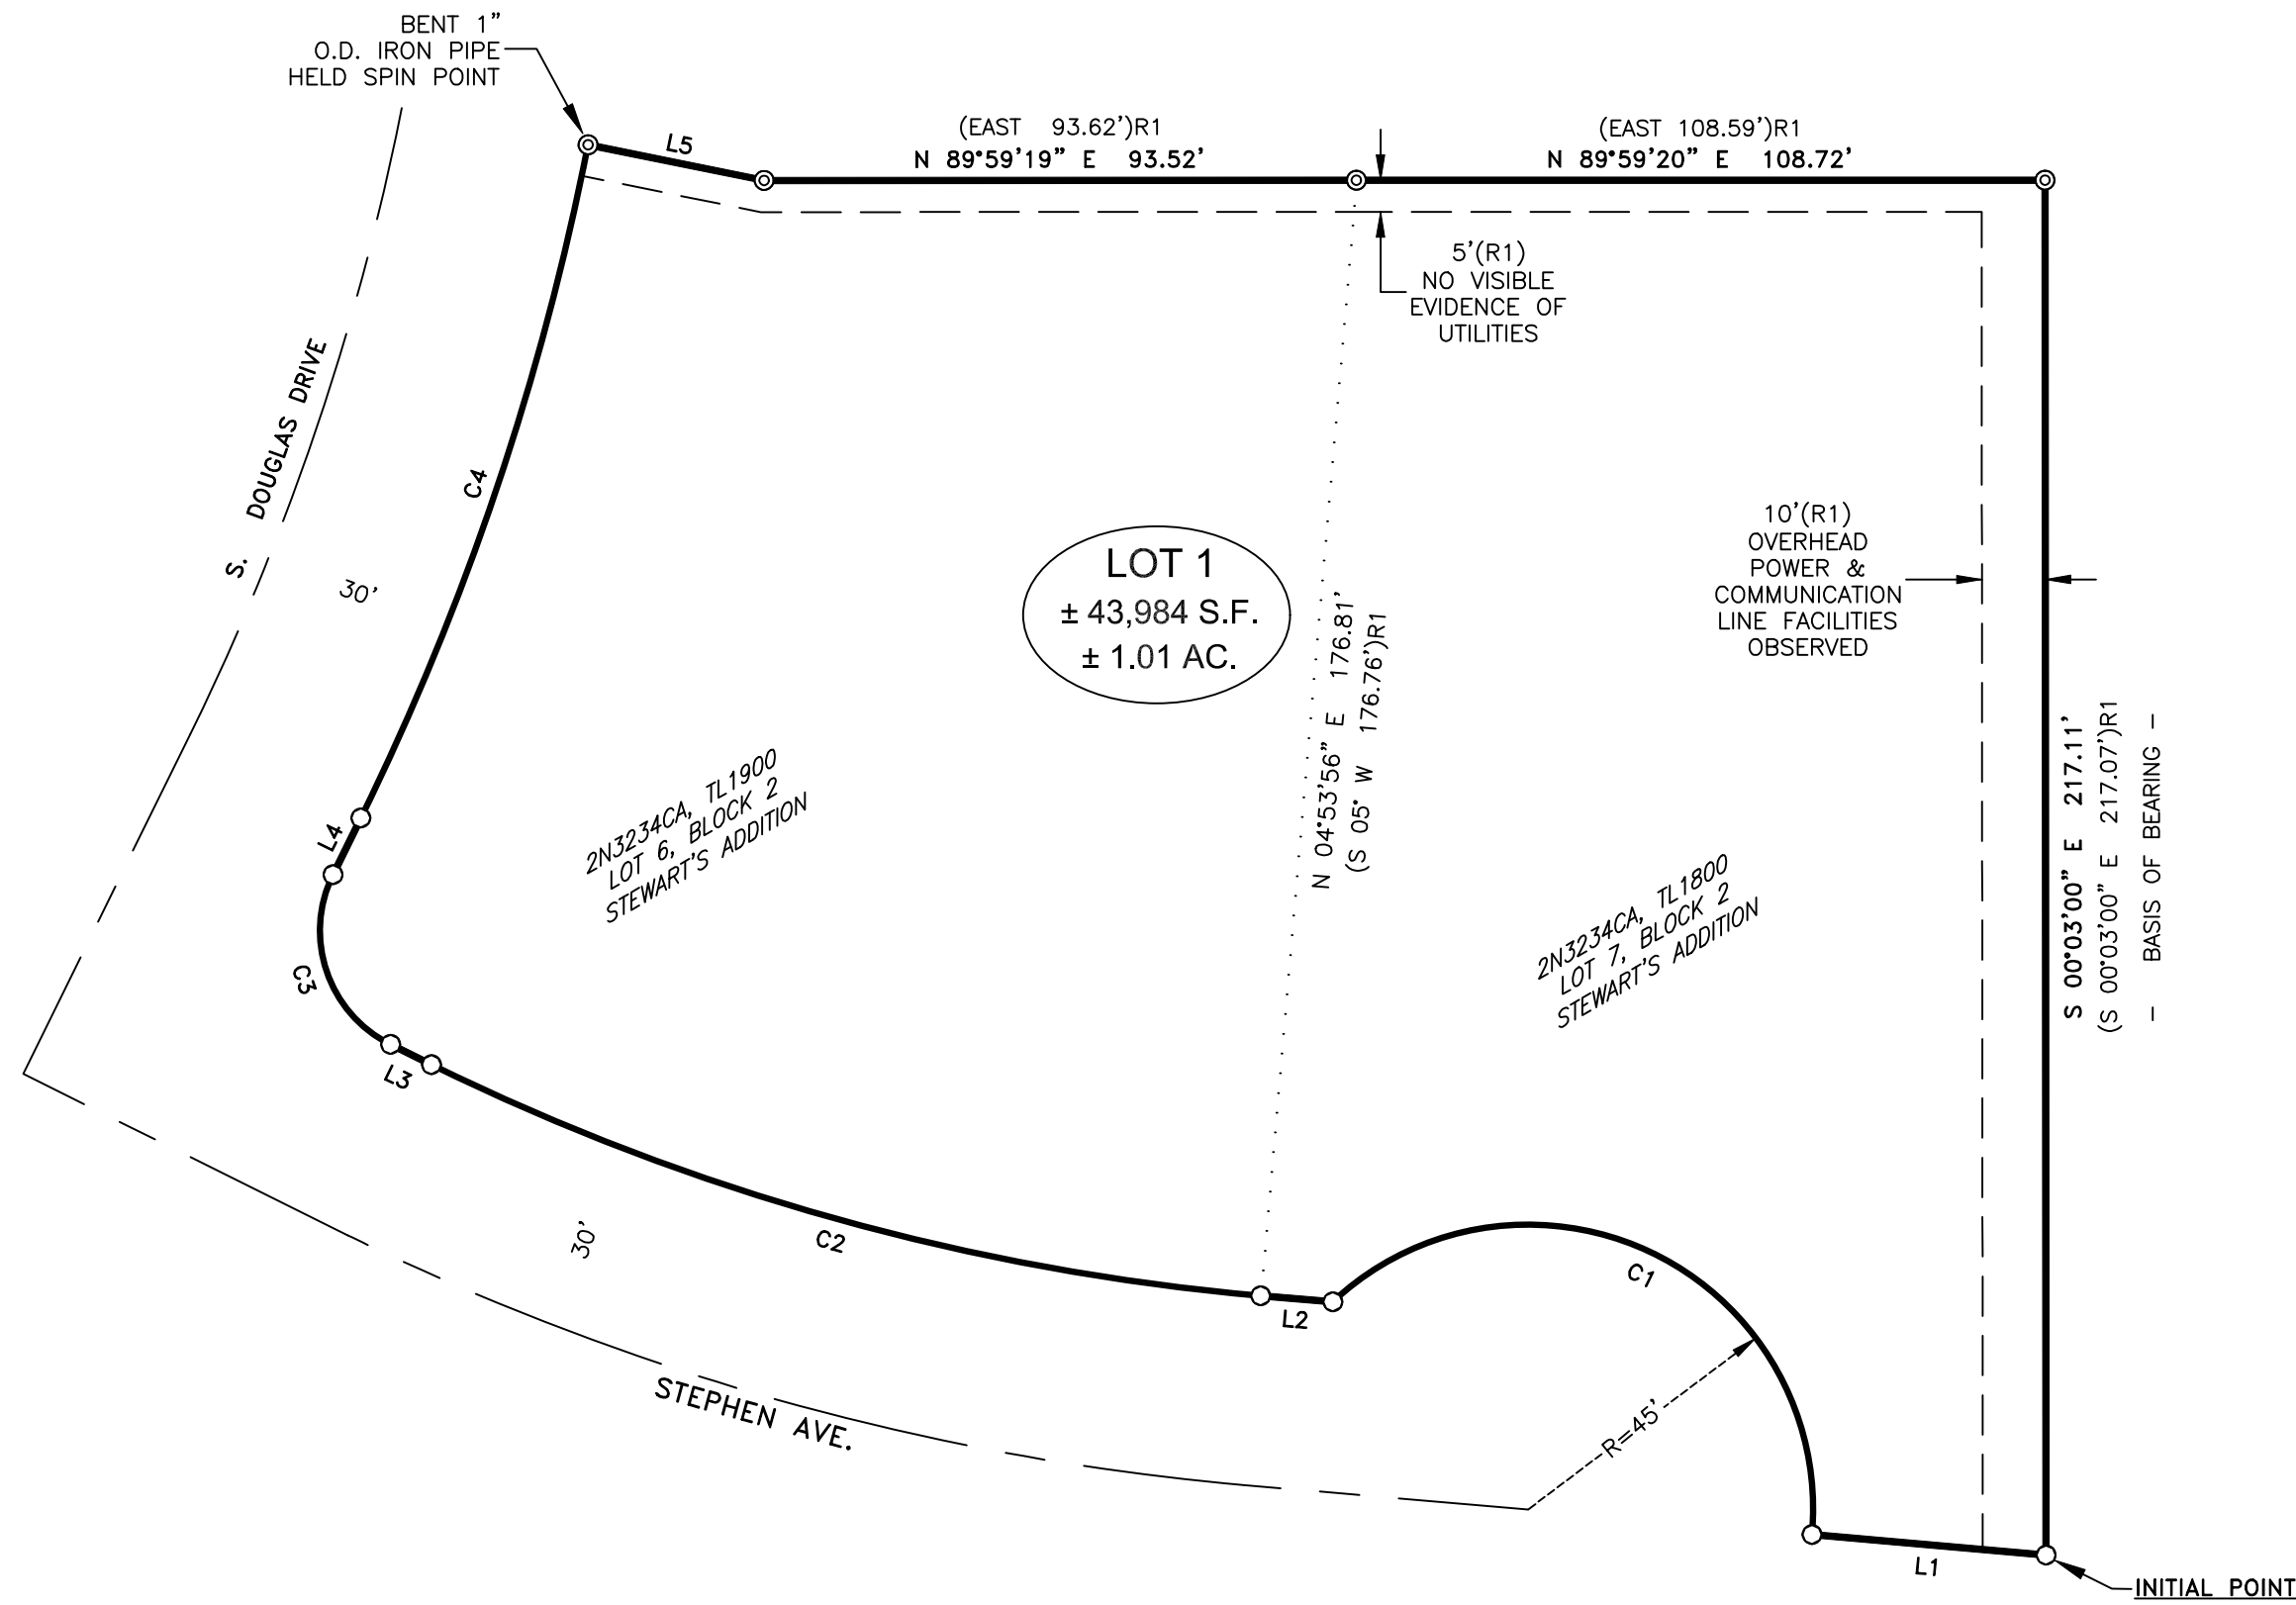 BENT 1"
O.D. IRON PIPE
HELD SPIN POINT
L5
(EAST 93.62')R1
N 89°59'19" E 93.52'
(EAST 108.59')R1
N 89°59'20" E 108.72'
5'(R1)
NO VISIBLE
EVIDENCE OF
UTILITIES
S. DOUGLAS DRIVE
30'
C4
LOT 1
± 43,984 S.F.
± 1.01 AC.
N 04°53'56" E 176.81'
(S 05° W 176.76')R1
10'(R1)
OVERHEAD
POWER &
COMMUNICATION
LINE FACILITIES
OBSERVED
S 00°03'00" E 217.11'
(S 00°03'00" E 217.07')R1
- BASIS OF BEARING -
2N3234CA, TL1900
LOT 6, BLOCK 2
STEWART'S ADDITION
2N3234CA, TL1800
LOT 7, BLOCK 2
STEWART'S ADDITION
L4
C3
L3
30'
C2
L2
C1
STEPHEN AVE.
R=45'
L1
INITIAL POINT